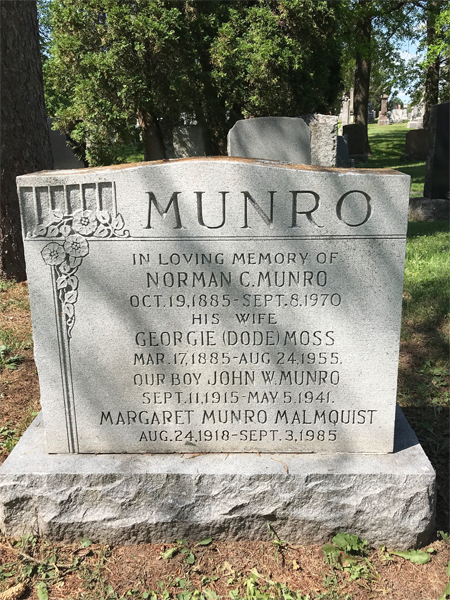 MUNRO
IN LOVING MEMORY OF
NORMAN C. MUNRO
OCT. 19, 1885 - SEPT. 8, 1970
HIS WIFE
GEORGIE (DODE) MOSS
MAR. 17, 1885 - AUG. 24, 1955.
OUR BOY JOHN W. MUNRO
SEPT. 11, 1915 - MAY 5, 1941.
MARGARET MUNRO MALMQUIST
AUG. 24, 1918 - SEPT. 3, 1985